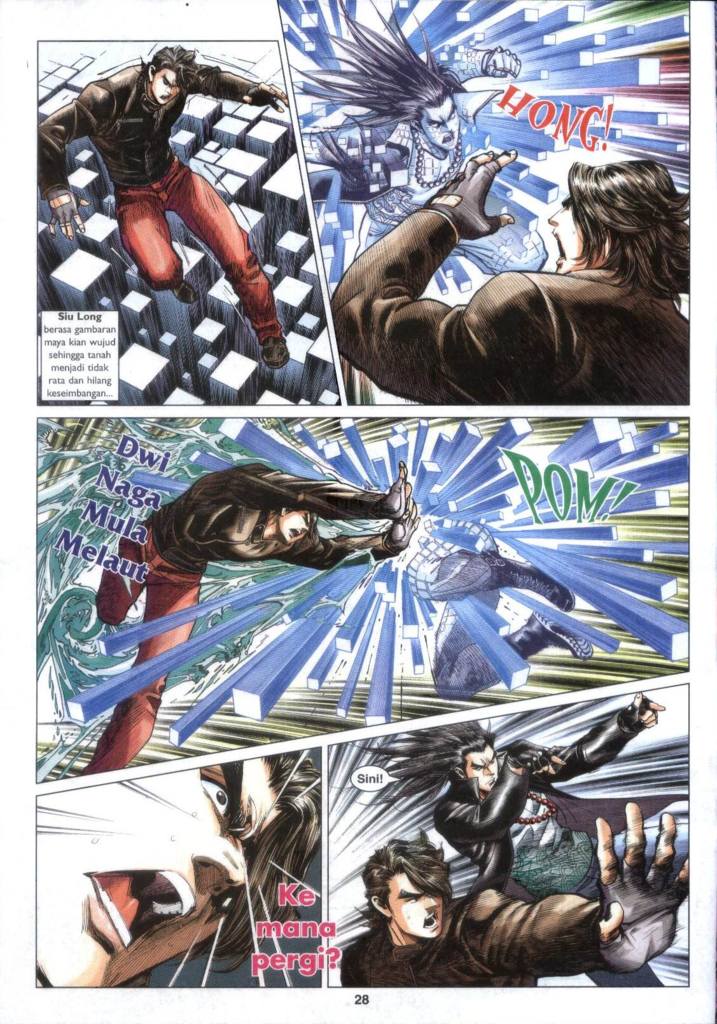 Siu Long
berasa gambaran
maya kian wujud
sehingga tanah
menjadi tidak
rata dan hilang
keseimbangan...
HONG!
Dwi
Naga
Mula
Melaut
POM!
Ke
mana
pergi?
Sini!
28